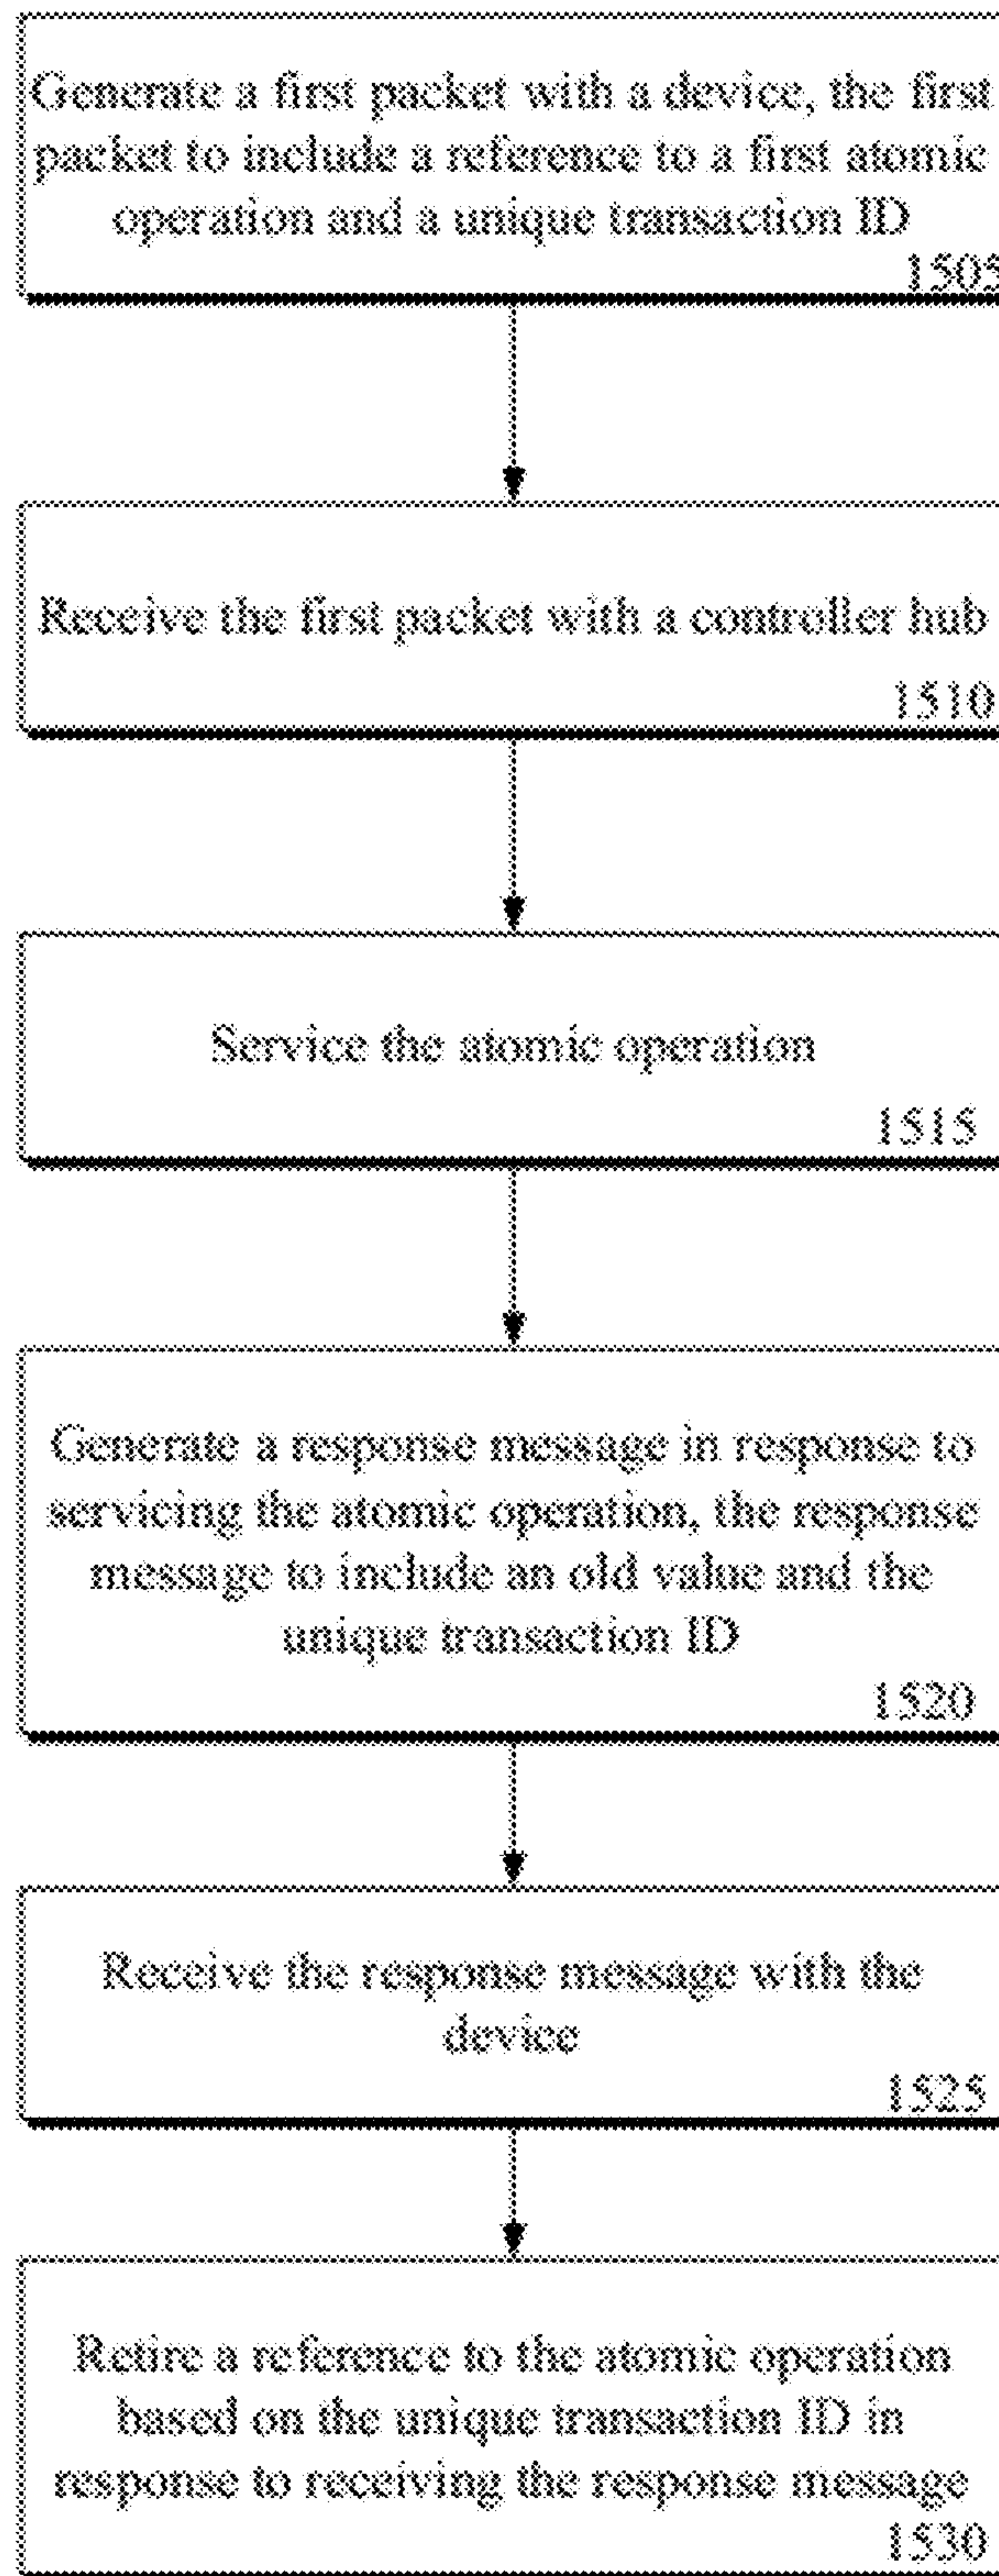 Generate a first packet with a device, the first
packet to include a reference to a first atomic
operation and a unique transaction ID
1505
Receive the first packet with a controller hub
1510
Service the atomic operation
1515
Generate a response message in response to
servicing the atomic operation, the response
message to include an old value and the
unique transaction ID
1520
Receive the response message with the
device
1525
Retire a reference to the atomic operation
based on the unique transaction ID in
response to receiving the response message
1530